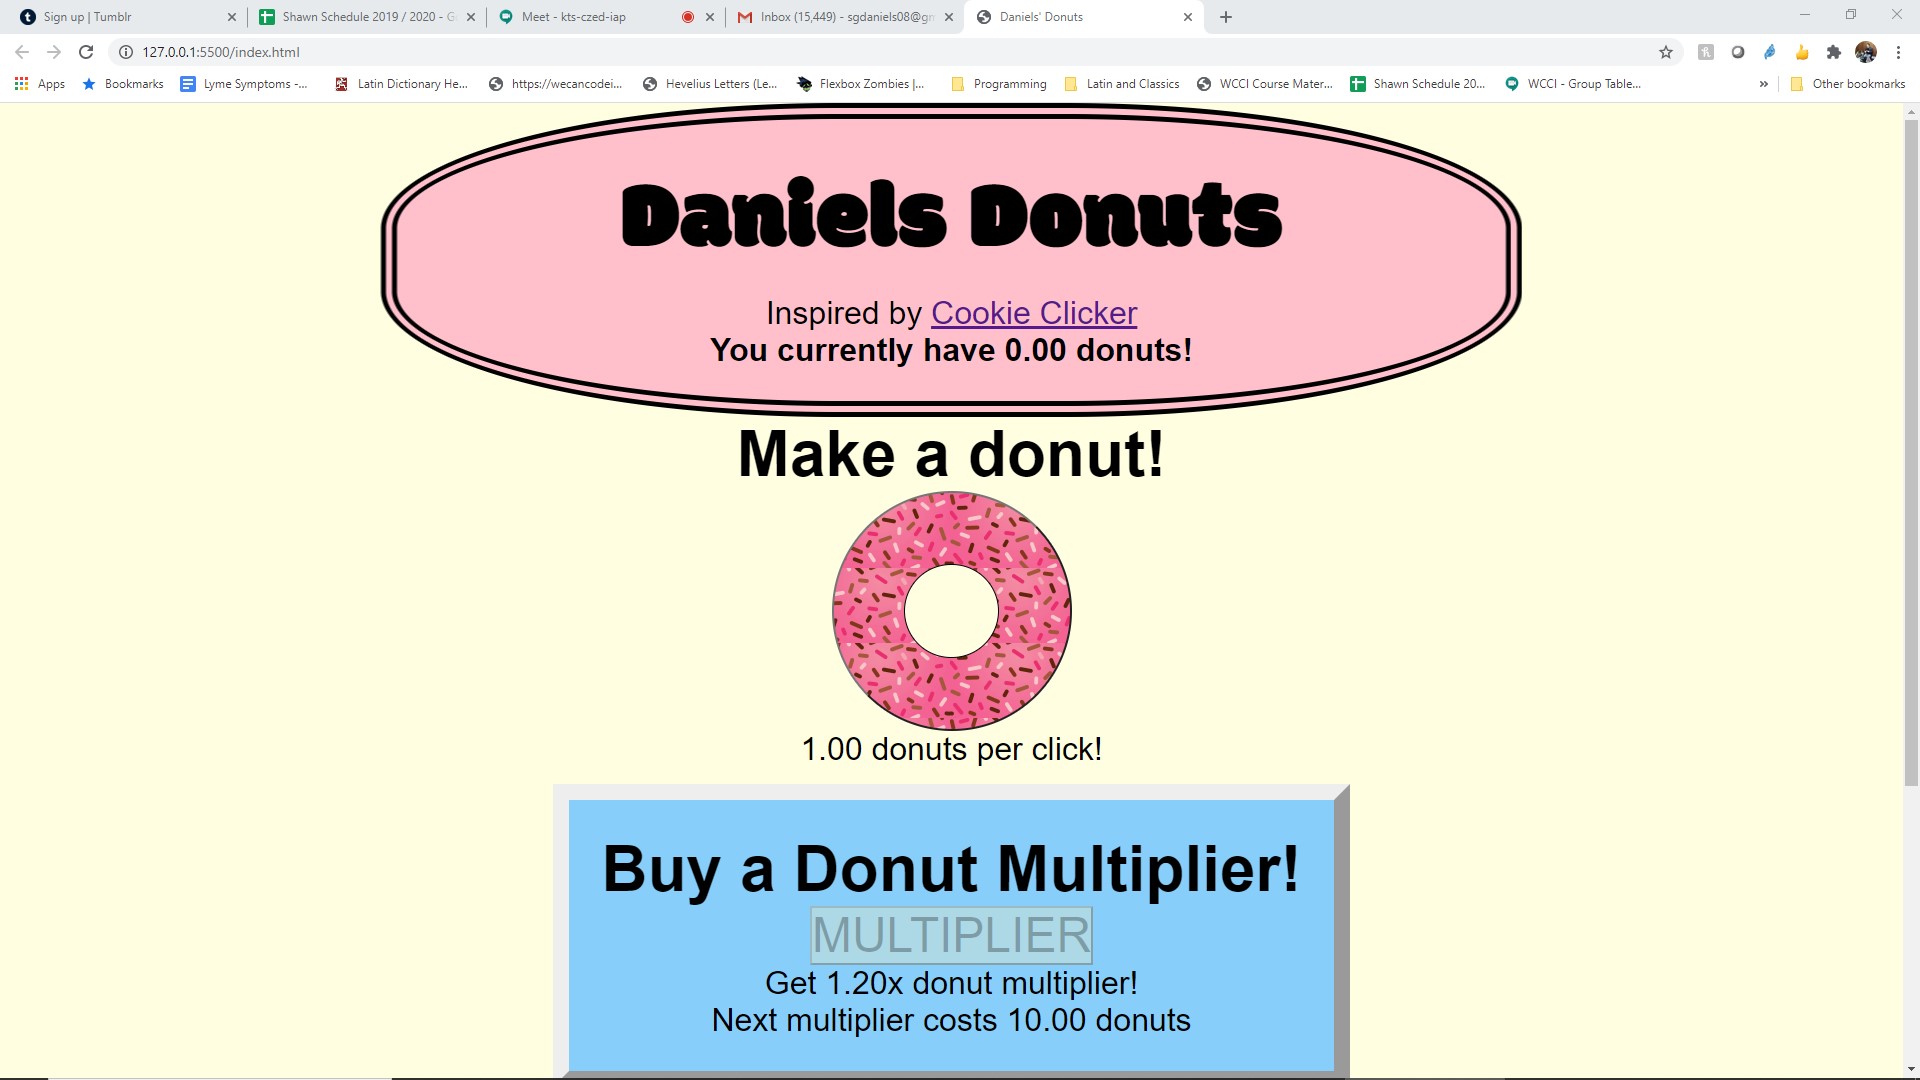 Sign up | Tumblr
Shawn Schedule 2019 / 2020 - G
Meet - kts-czed-iap
Inbox (15,449) - sgdaniels08@gm
Daniels' Donuts
127.0.0.1:5500/index.html
Apps
Bookmarks
Lyme Symptoms -...
Latin Dictionary He...
https://wecancodei...
Hevelius Letters (Le...
Flexbox Zombies |...
Programming
Latin and Classics
WCCI Course Mater...
Shawn Schedule 20...
WCCI - Group Table...
»
Other bookmarks
Daniels Donuts
Inspired by Cookie Clicker
You currently have 0.00 donuts!
Make a donut!
1.00 donuts per click!
Buy a Donut Multiplier!
MULTIPLIER
Get 1.20x donut multiplier!
Next multiplier costs 10.00 donuts